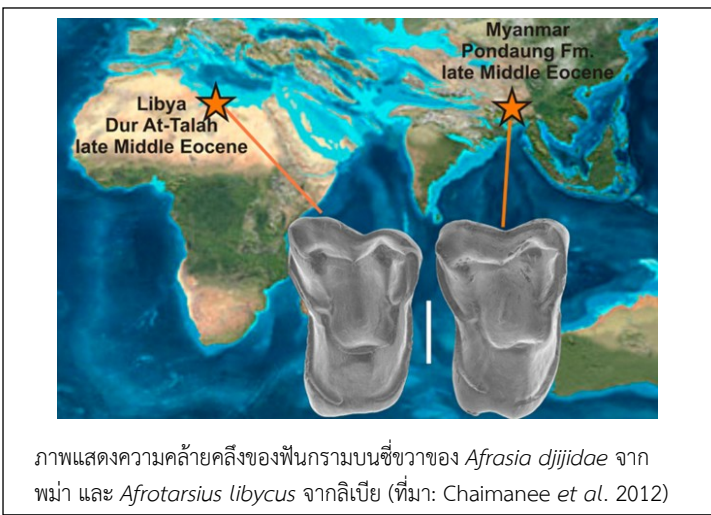 Myanmar
Pondaung Fm.
late Middle Eocene
Libya
Dur At-Talah
late Middle Eocene
ภาพแสดงความคล้ายคลึงของฟันกรามบนซี่ขวาของ Afrasia djijidae จาก
พม่า และ Afrotarsius libycus จากลิเบีย (ที่มา: Chaimanee et al. 2012)